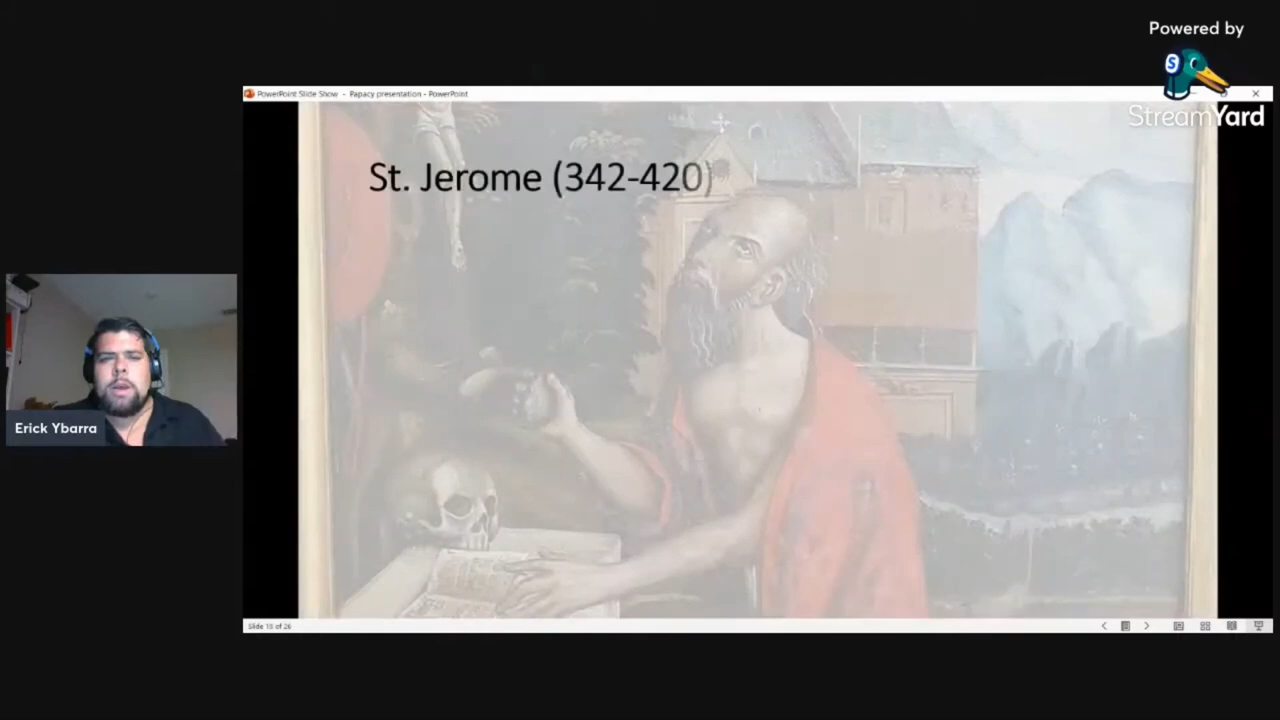 Powered by
StreamYard
PowerPoint Slide Show - Papacy presentation - PowerPoint
St. Jerome (342-420)
Erick Ybarra